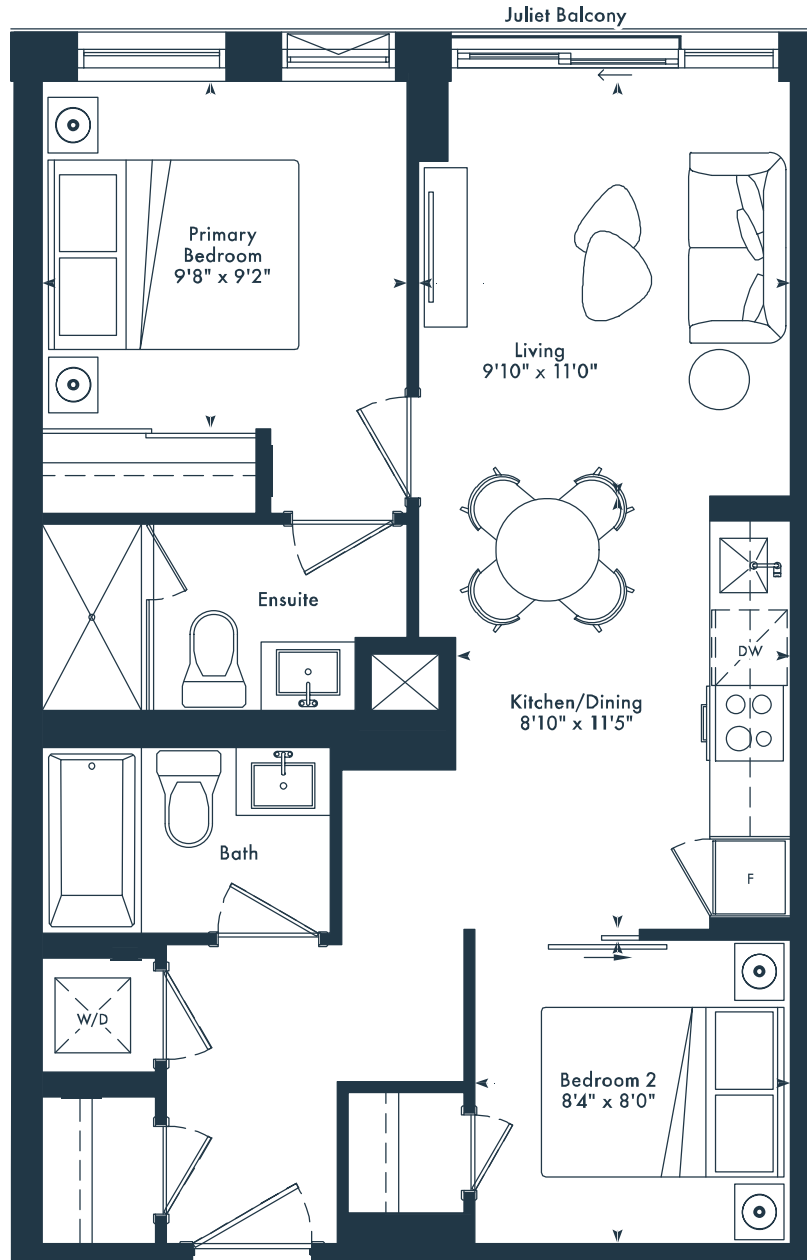 Juliet Balcony
Primary
Bedroom
9'8" x 9'2"
Living
9'10" x 11'0"
Ensuite
DW
Kitchen/Dining
8'10" x 11'5"
Bath
F
W/D
Bedroom 2
8'4" x 8'0"